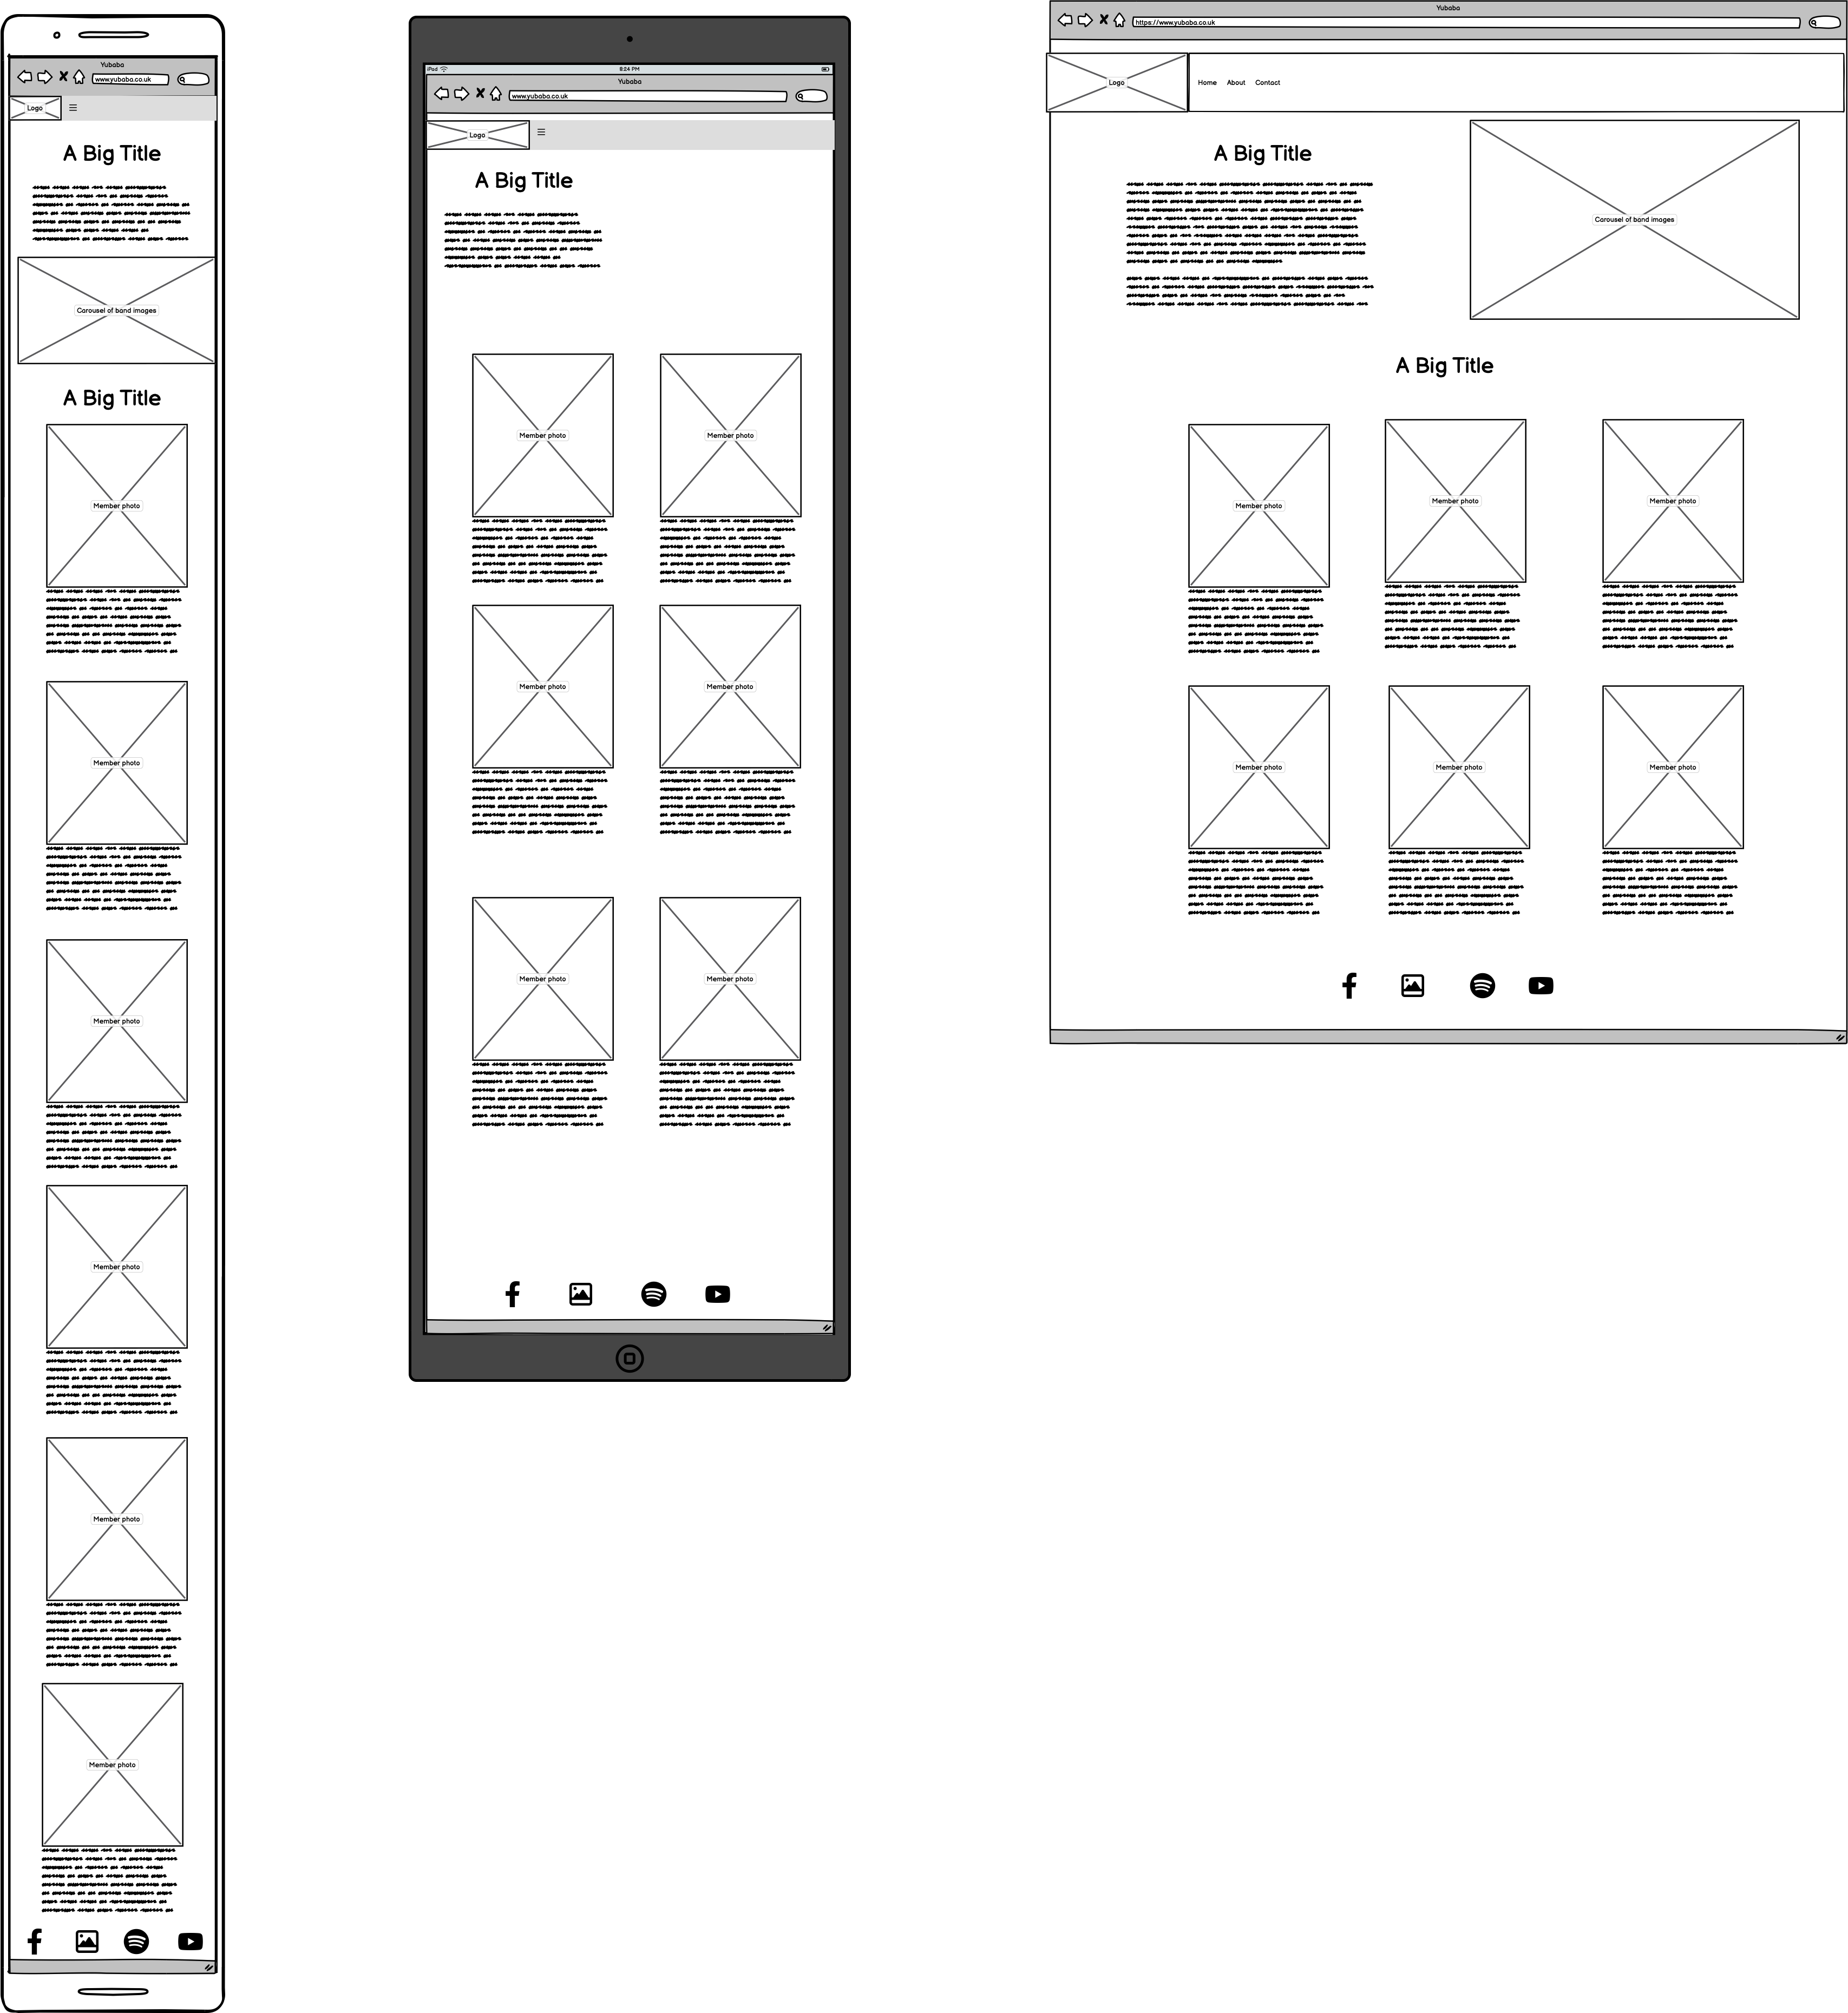 Yubaba
www.yubaba.co.uk
Logo
A Big Title
Carousel of band images
A Big Title
Member photo
Member photo
Member photo
Member photo
Member photo
Member photo
iPad 8:24 PM
Yubaba
www.yubaba.co.uk
Logo
A Big Title
Member photo Member photo
Member photo Member photo
Member photo Member photo
Yubaba
https://www.yubaba.co.uk
Logo Home About Contact
A Big Title
Carousel of band images
A Big Title
Member photo Member photo Member photo
Member photo Member photo Member photo